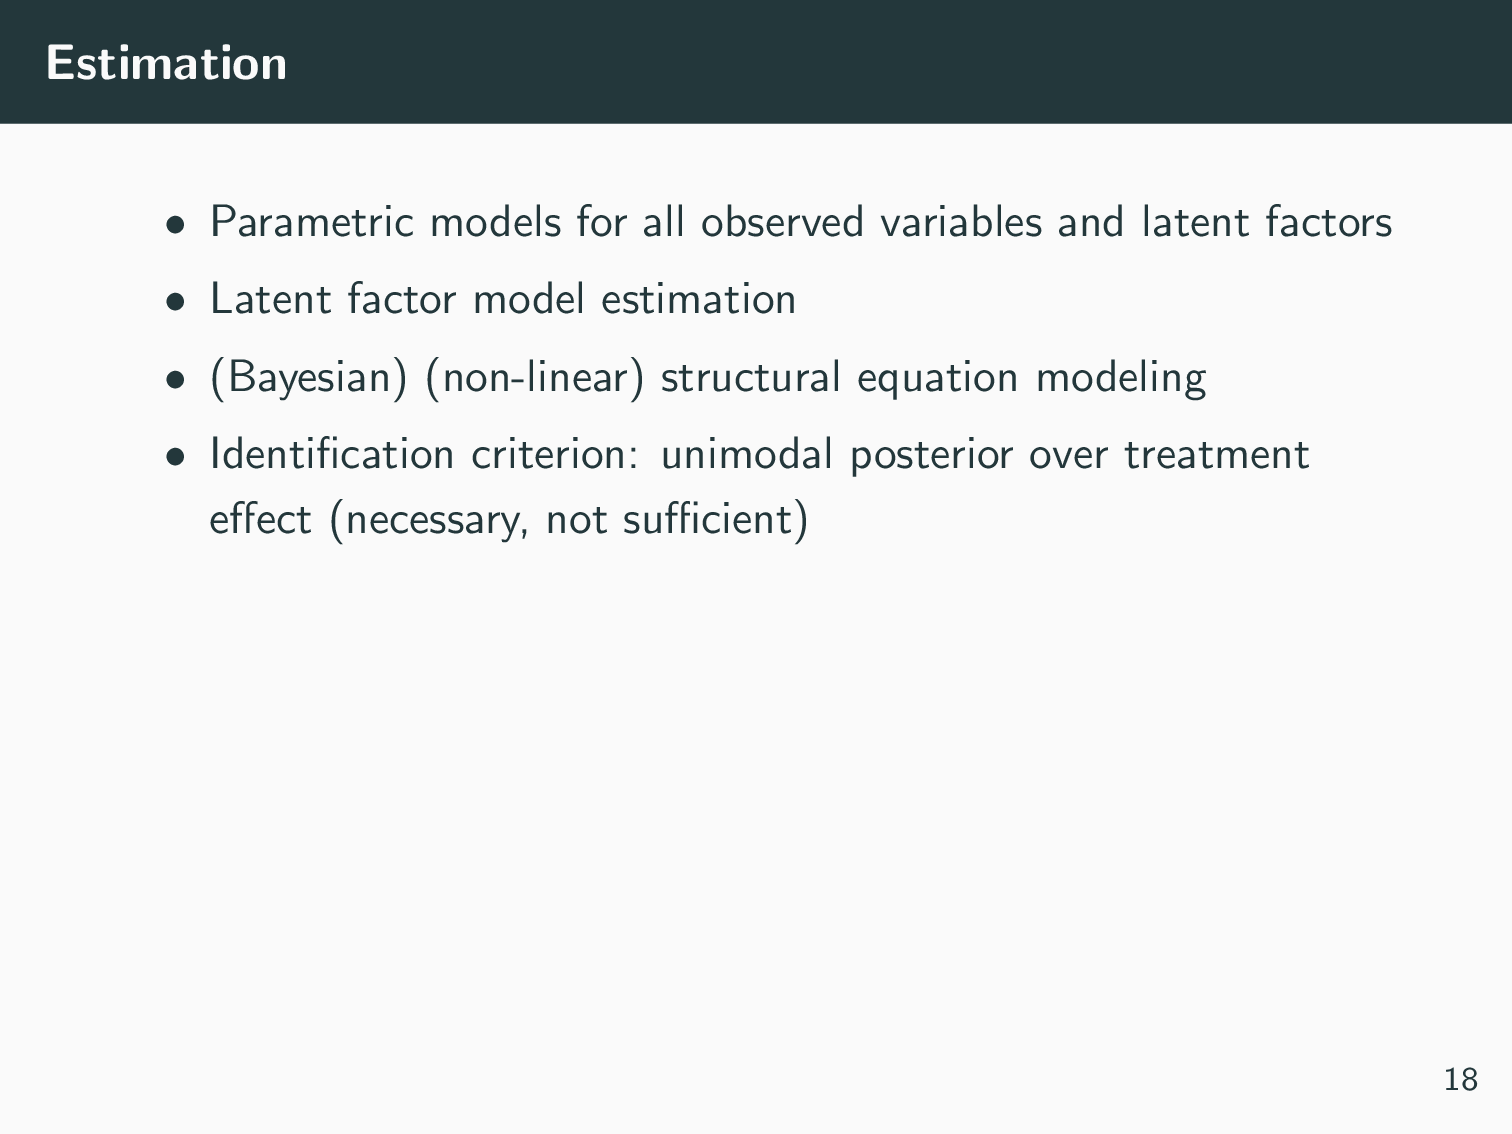 Estimation
• Parametric models for all observed variables and latent factors
• Latent factor model estimation
• (Bayesian) (non-linear) structural equation modeling
• Identification criterion: unimodal posterior over treatment
effect (necessary, not sufficient)
18